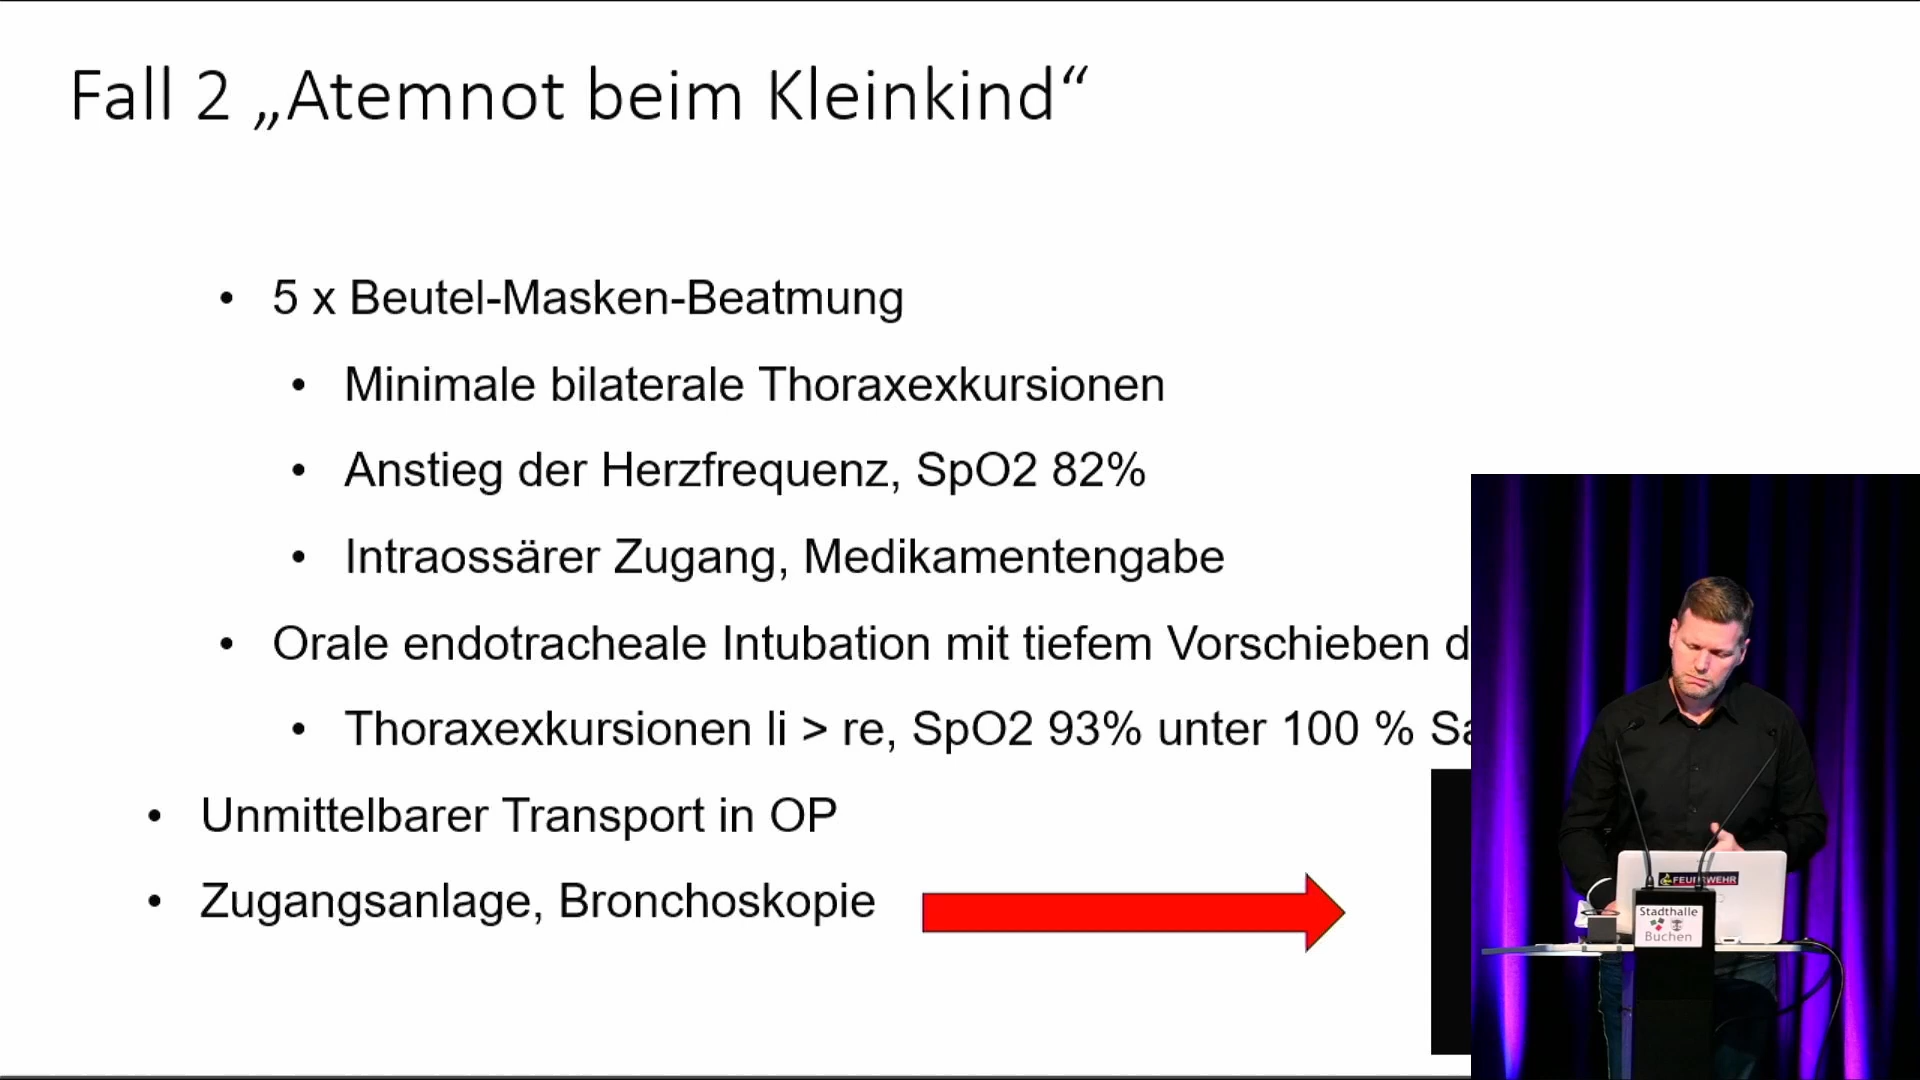 Fall 2 „Atemnot beim Kleinkind“
• 5 x Beutel-Masken-Beatmung
• Minimale bilaterale Thoraxexkursionen
• Anstieg der Herzfrequenz, SpO2 82%
• Intraossärer Zugang, Medikamentengabe
• Orale endotracheale Intubation mit tiefem Vorschieben d
• Thoraxexkursionen li > re, SpO2 93% unter 100 % Sa
• Unmittelbarer Transport in OP
• Zugangsanlage, Bronchoskopie
FEUERWEHR
Stadthalle
Buchen